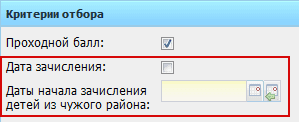 Критерии отбора
Проходной балл:
Дата зачисления:
Даты начала зачисления
детей из чужого района: